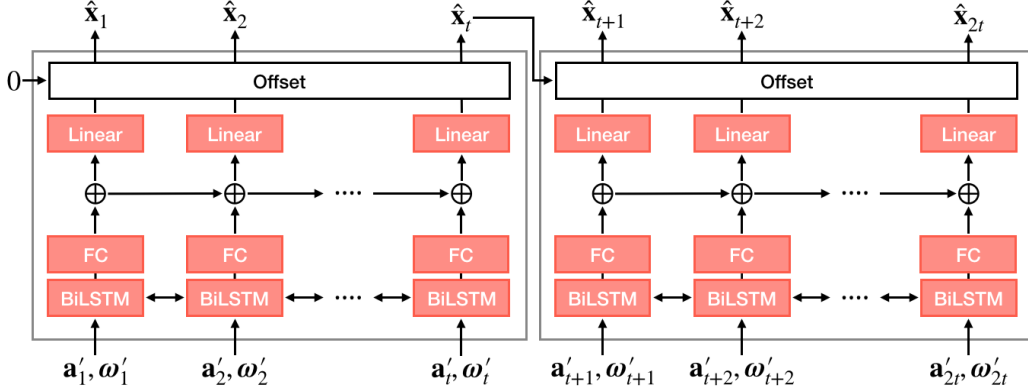 x̂₁ x̂₂ x̂ₜ x̂ₜ₊₁ x̂ₜ₊₂ x̂₂ₜ
0 Offset Offset
Linear Linear Linear Linear Linear Linear
⊕ ⊕ ···· ⊕ ⊕ ⊕ ···· ⊕
FC FC FC FC FC FC
BiLSTM BiLSTM ···· BiLSTM BiLSTM BiLSTM ···· BiLSTM
a′₁, ω′₁ a′₂, ω′₂ a′ₜ, ω′ₜ a′ₜ₊₁, ω′ₜ₊₁ a′ₜ₊₂, ω′ₜ₊₂ a′₂ₜ, ω′₂ₜ